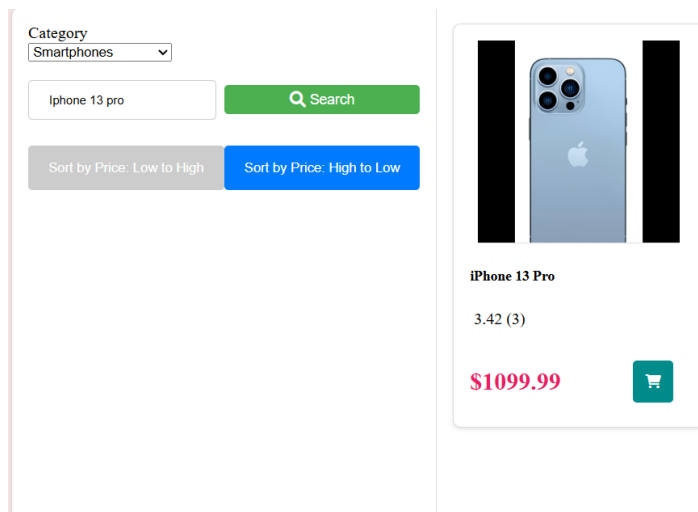 Category
Smartphones
Iphone 13 pro
Search
Sort by Price: Low to High
Sort by Price: High to Low
iPhone 13 Pro
3.42 (3)
$1099.99